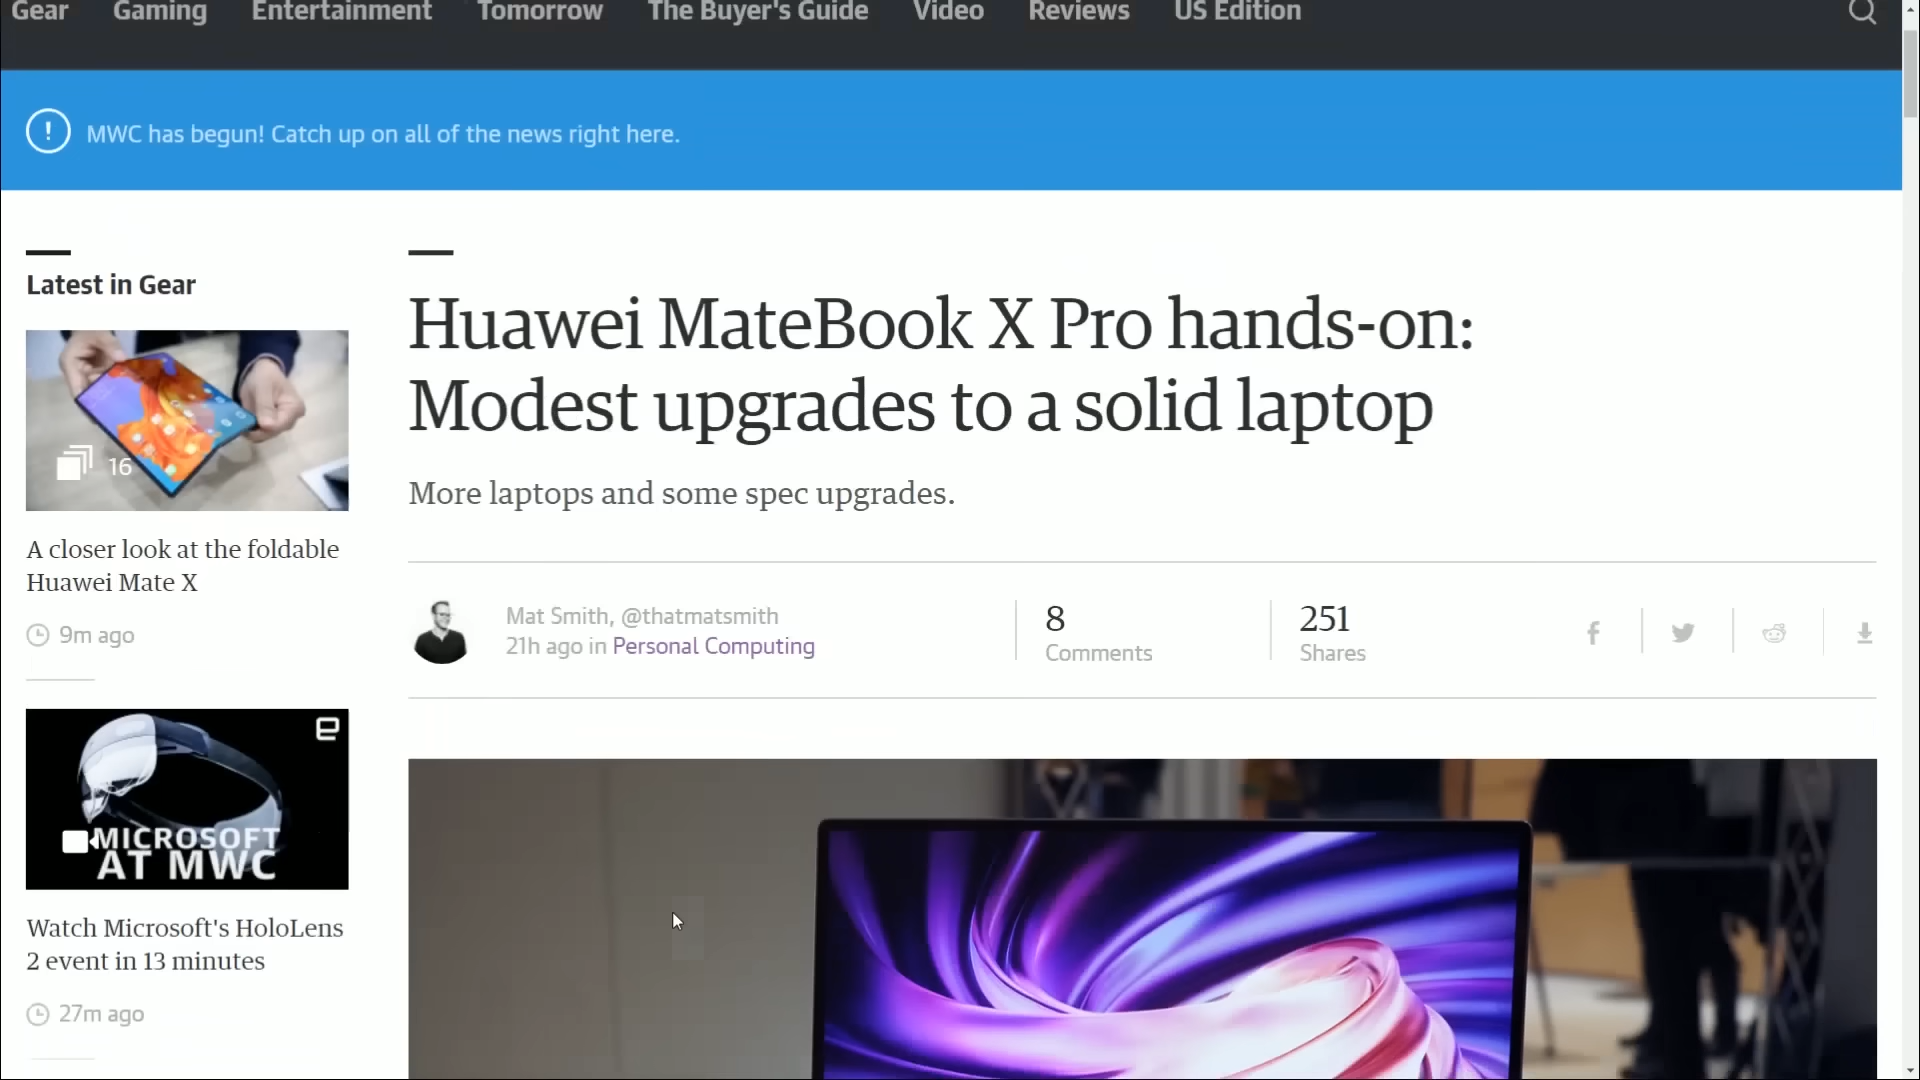 Gear Gaming Entertainment Tomorrow The Buyer's Guide Video Reviews US Edition
! MWC has begun! Catch up on all of the news right here.
Latest in Gear
16
A closer look at the foldable
Huawei Mate X
9m ago
e
MICROSOFT
AT MWC
Watch Microsoft's HoloLens
2 event in 13 minutes
27m ago
Huawei MateBook X Pro hands-on:
Modest upgrades to a solid laptop
More laptops and some spec upgrades.
Mat Smith, @thatmatsmith
21h ago in Personal Computing
8
Comments
251
Shares